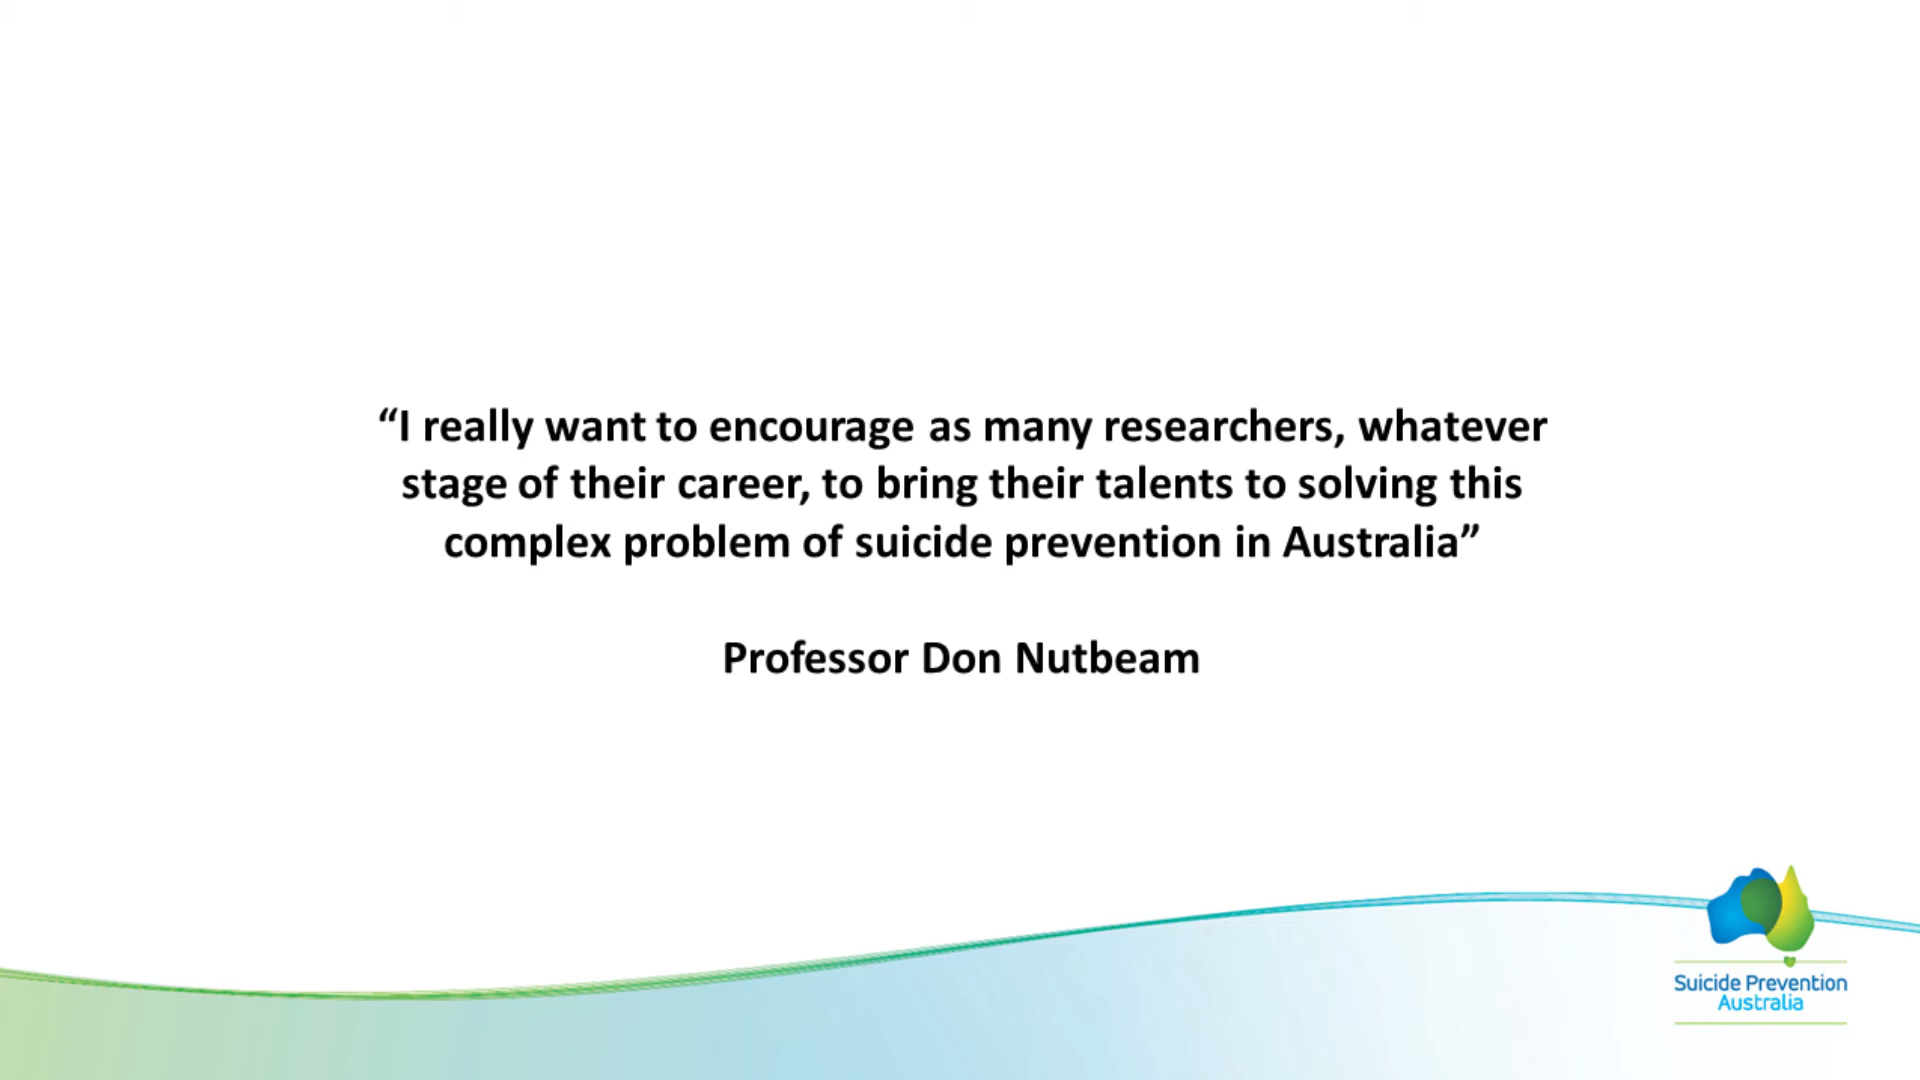 “I really want to encourage as many researchers, whatever
stage of their career, to bring their talents to solving this
complex problem of suicide prevention in Australia”
Professor Don Nutbeam
Suicide Prevention
Australia